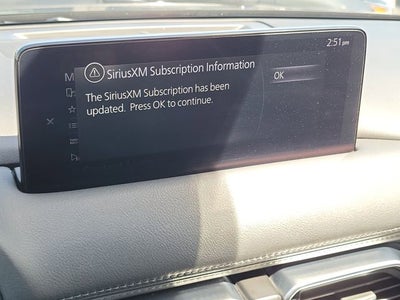 2:51 pm
SiriusXM Subscription Information
OK
The SiriusXM Subscription has been
updated. Press OK to continue.
M